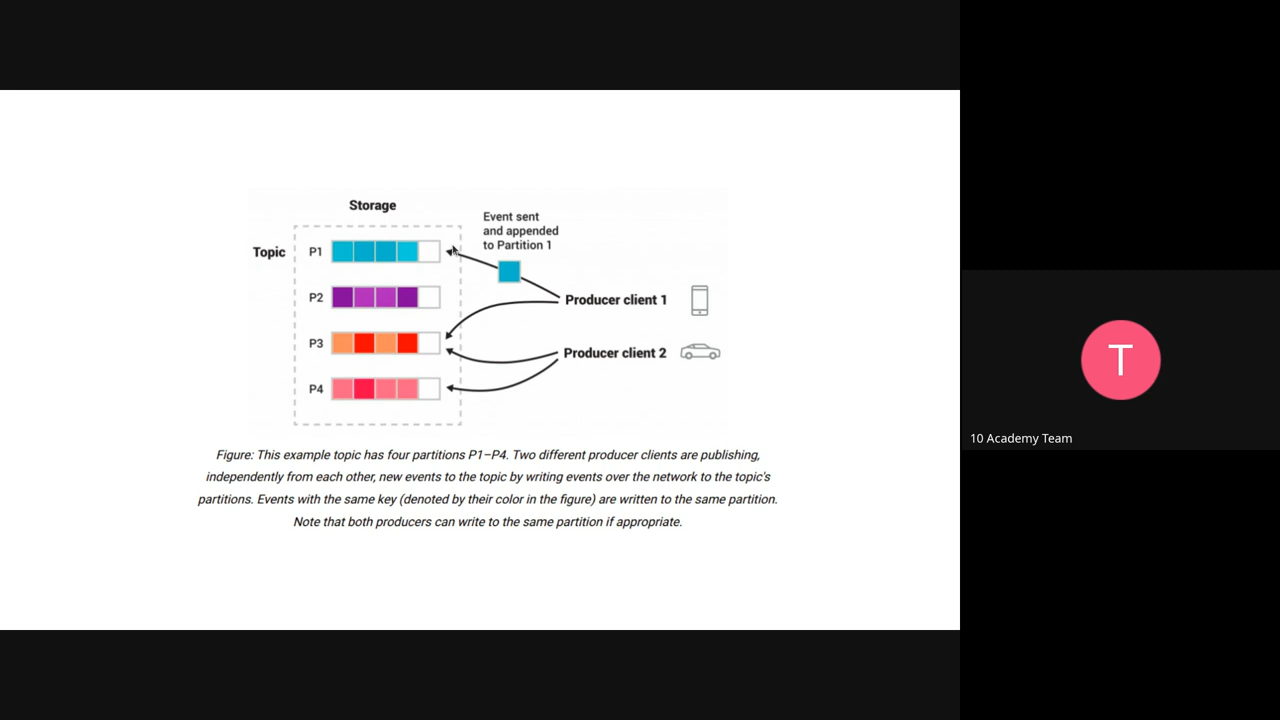 Storage
Event sent
and appended
to Partition 1
Topic
P1
P2
Producer client 1
P3
Producer client 2
P4
Figure: This example topic has four partitions P1–P4. Two different producer clients are publishing,
independently from each other, new events to the topic by writing events over the network to the topic's
partitions. Events with the same key (denoted by their color in the figure) are written to the same partition.
Note that both producers can write to the same partition if appropriate.
T
10 Academy Team